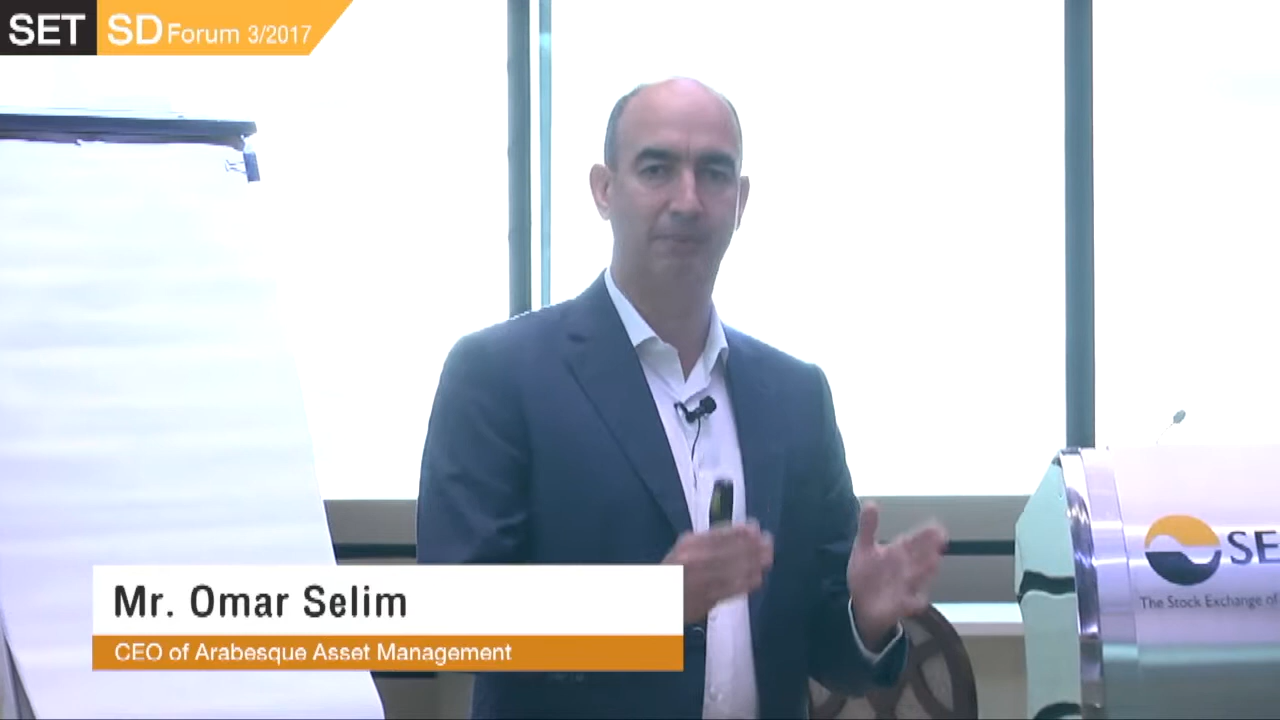 SET SD Forum 3/2017
SE
The Stock Exchange of
Mr. Omar Selim
CEO of Arabesque Asset Management